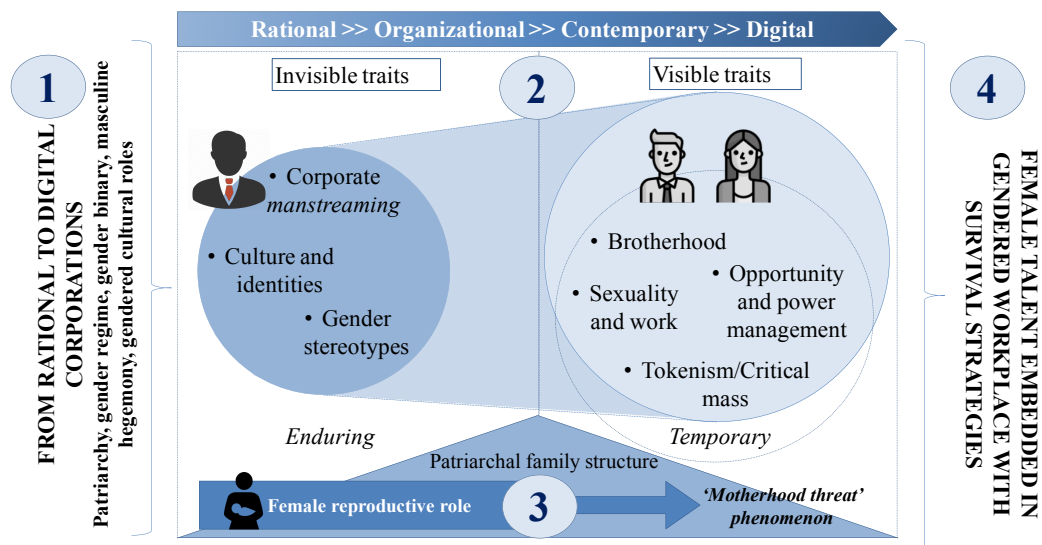 Rational >> Organizational >> Contemporary >> Digital
1
FROM RATIONAL TO DIGITAL
CORPORATIONS
Patriarchy, gender regime, gender binary, masculine
hegemony, gendered cultural roles
Invisible traits
2
Visible traits
• Corporate
manstreaming
• Culture and
identities
• Gender
stereotypes
• Brotherhood
• Opportunity
and power
management
• Sexuality
and work
• Tokenism/Critical
mass
Enduring
Temporary
Patriarchal family structure
Female reproductive role
3
‘Motherhood threat’
phenomenon
4
FEMALE TALENT EMBEDDED IN
GENDERED WORKPLACE WITH
SURVIVAL STRATEGIES